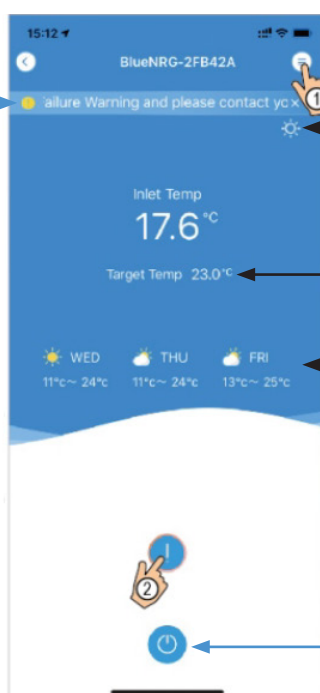 15:12
BlueNRG-2FB42A
ailure Warning and please contact yc ×
1
Inlet Temp
17.6°C
Target Temp 23.0°C
WED THU FRI
11°c~ 24°c 11°c~ 24°c 13°c~ 25°c
2